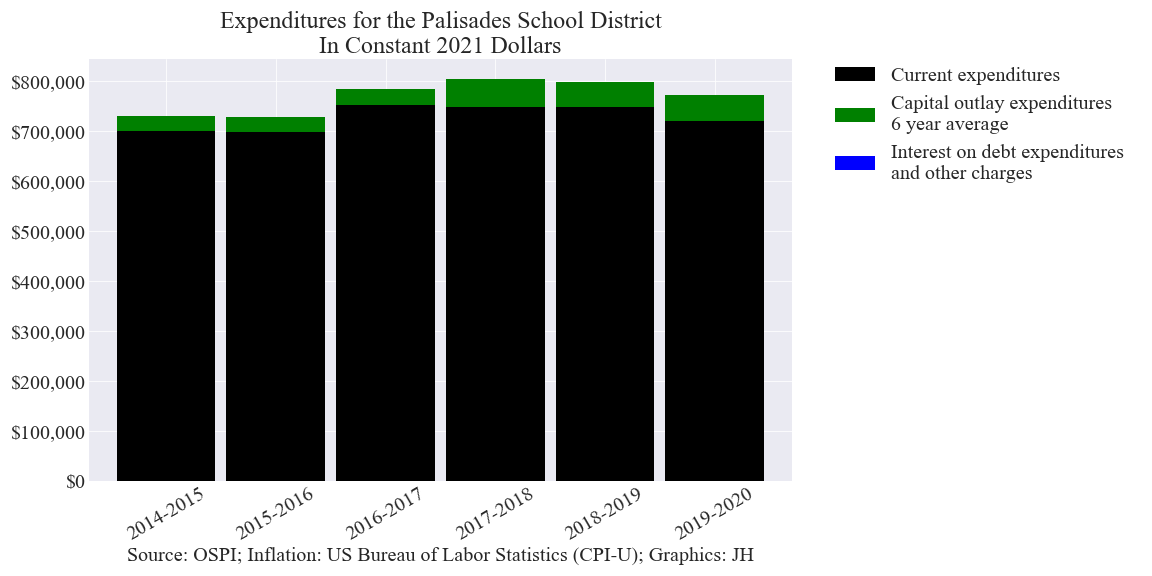 Expenditures for the Palisades School District
In Constant 2021 Dollars
$800,000
$700,000
$600,000
$500,000
$400,000
$300,000
$200,000
$100,000
$0
2014-2015
2015-2016
2016-2017
2017-2018
2018-2019
2019-2020
Source: OSPI; Inflation: US Bureau of Labor Statistics (CPI-U); Graphics: JH
Current expenditures
Capital outlay expenditures
6 year average
Interest on debt expenditures
and other charges